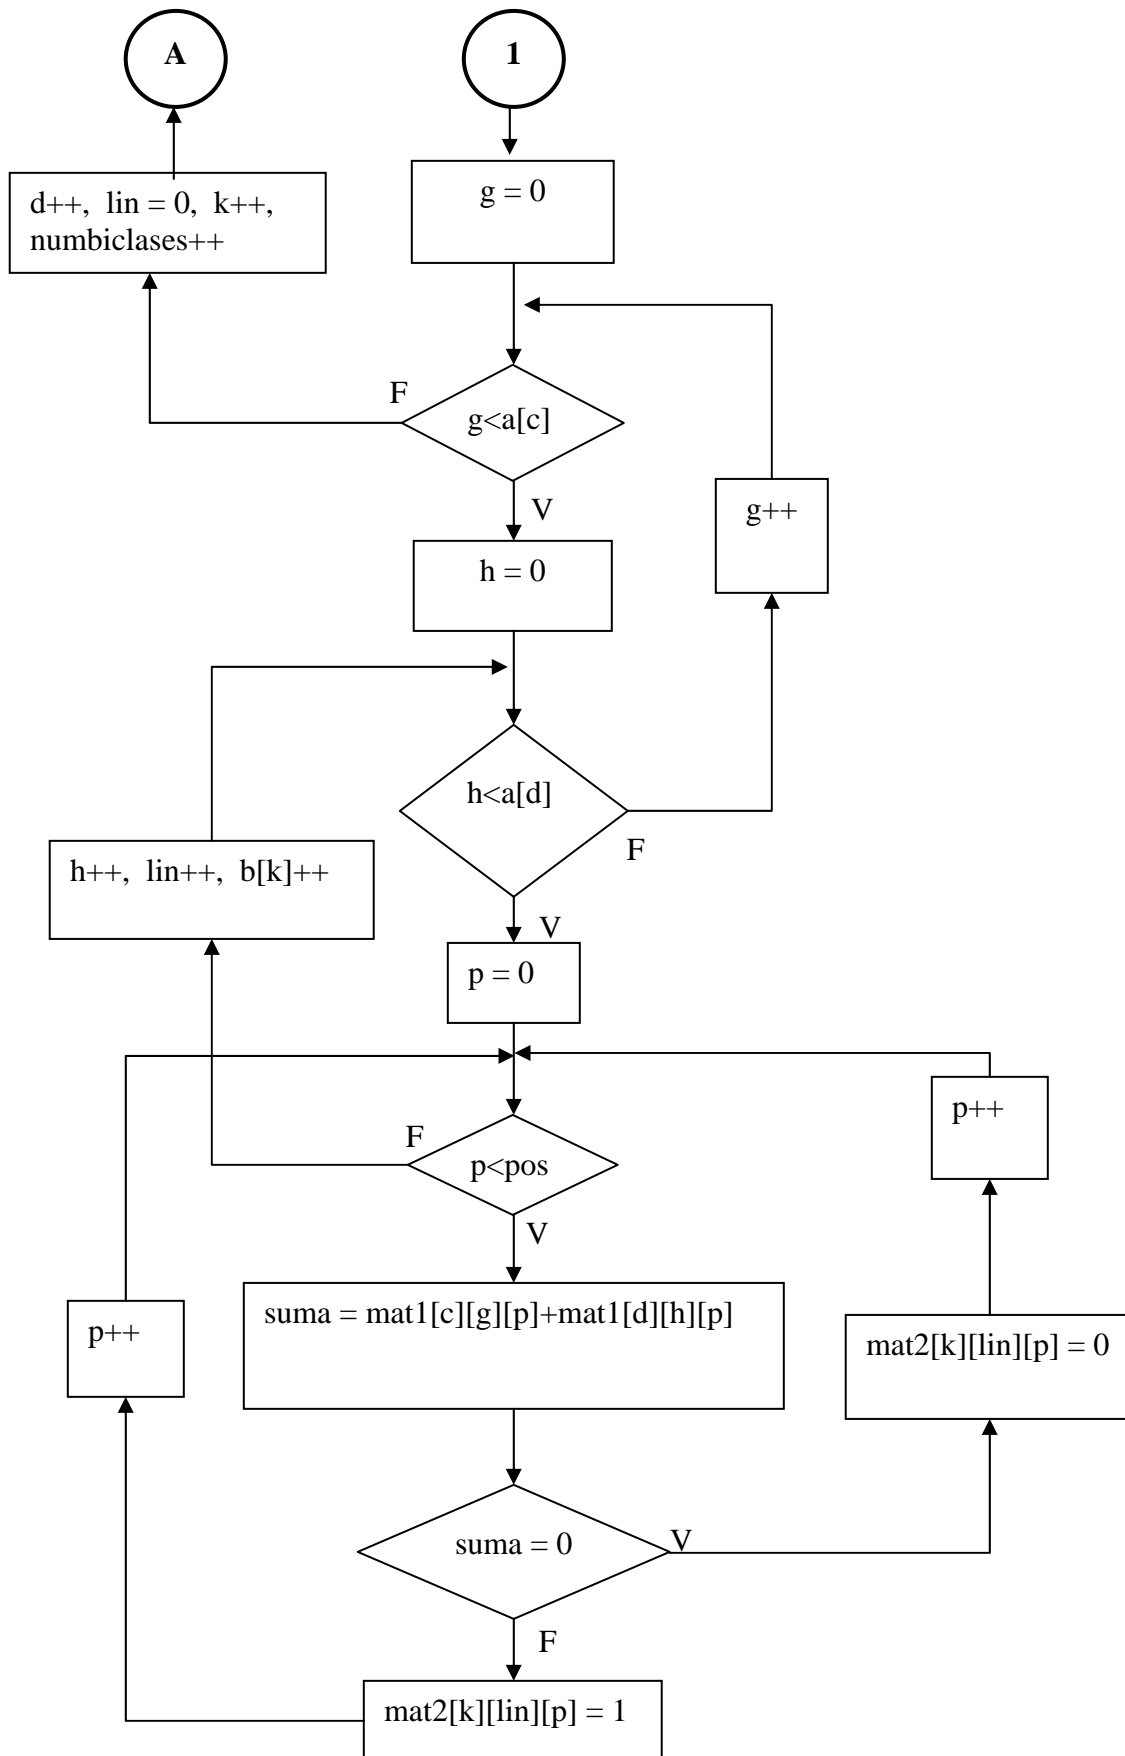 A
1
g = 0
d++, lin = 0, k++,
numbiclases++
F
g<a[c]
V
g++
h = 0
h<a[d]
F
h++, lin++, b[k]++
V
p = 0
p++
F
p<pos
V
suma = mat1[c][g][p]+mat1[d][h][p]
p++
mat2[k][lin][p] = 0
suma = 0
V
F
mat2[k][lin][p] = 1